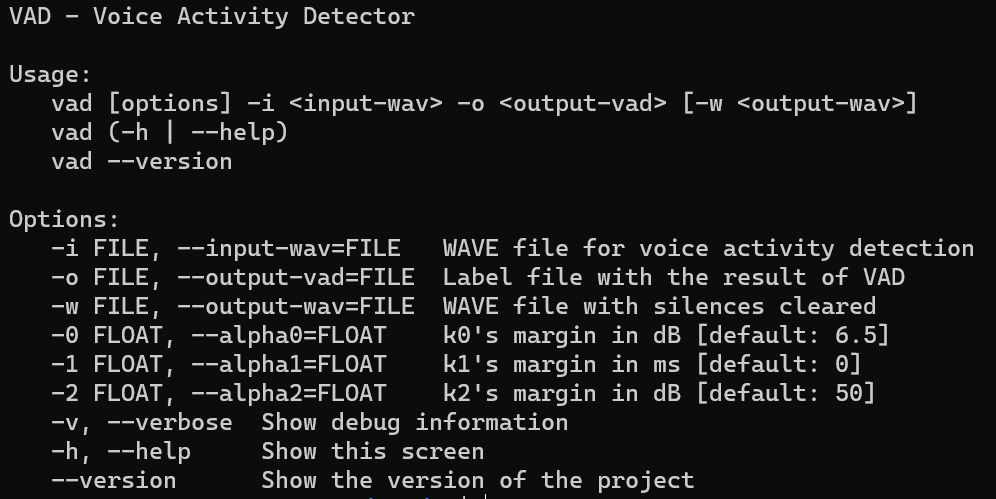 VAD - Voice Activity Detector
Usage:
vad [options] -i <input-wav> -o <output-vad> [-w <output-wav>]
vad (-h | --help)
vad --version
Options:
-i FILE, --input-wav=FILE   WAVE file for voice activity detection
-o FILE, --output-vad=FILE  Label file with the result of VAD
-w FILE, --output-wav=FILE  WAVE file with silences cleared
-0 FLOAT, --alpha0=FLOAT    k0's margin in dB [default: 6.5]
-1 FLOAT, --alpha1=FLOAT    k1's margin in ms [default: 0]
-2 FLOAT, --alpha2=FLOAT    k2's margin in dB [default: 50]
-v, --verbose  Show debug information
-h, --help     Show this screen
--version      Show the version of the project